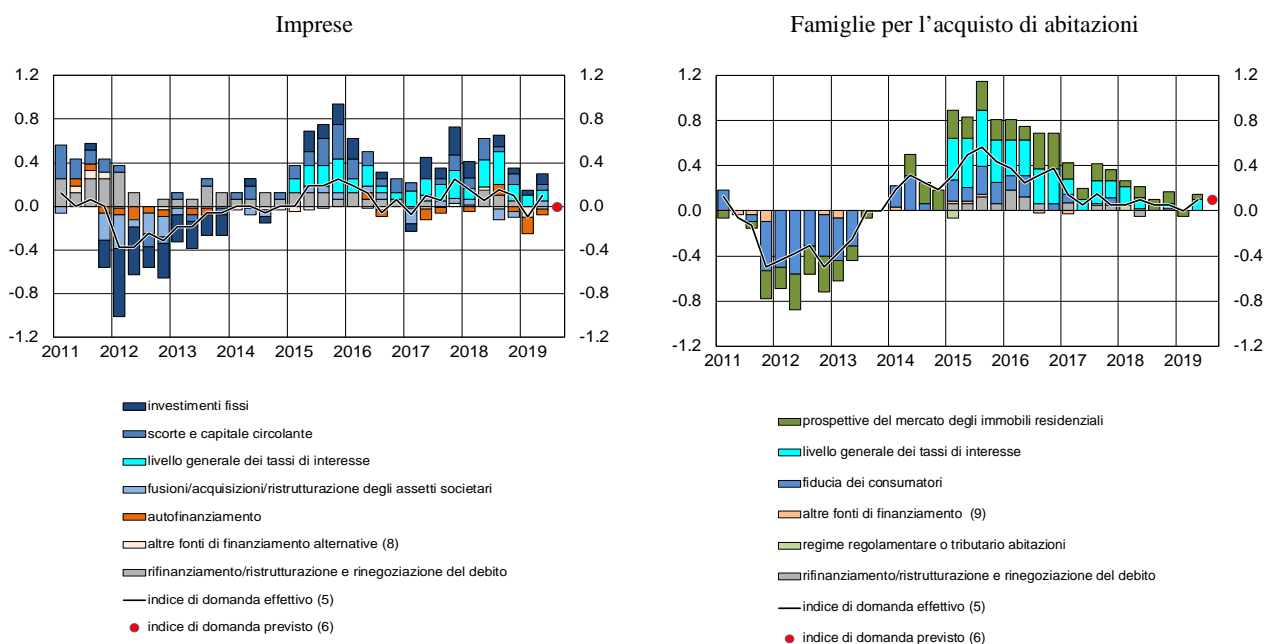 Imprese
1.2
0.8
0.4
0.0
-0.4
-0.8
-1.2
1.2
0.8
0.4
0.0
-0.4
-0.8
-1.2
2011 2012 2013 2014 2015 2016 2017 2018 2019
investimenti fissi
scorte e capitale circolante
livello generale dei tassi di interesse
fusioni/acquisizioni/ristrutturazione degli assetti societari
autofinanziamento
altre fonti di finanziamento alternative (8)
rifinanziamento/ristrutturazione e rinegoziazione del debito
indice di domanda effettivo (5)
indice di domanda previsto (6)
Famiglie per l'acquisto di abitazioni
1.2
0.8
0.4
0.0
-0.4
-0.8
-1.2
1.2
0.8
0.4
0.0
-0.4
-0.8
-1.2
2011 2012 2013 2014 2015 2016 2017 2018 2019
prospettive del mercato degli immobili residenziali
livello generale dei tassi di interesse
fiducia dei consumatori
altre fonti di finanziamento (9)
regime regolamentare o tributario abitazioni
rifinanziamento/ristrutturazione e rinegoziazione del debito
indice di domanda effettivo (5)
indice di domanda previsto (6)